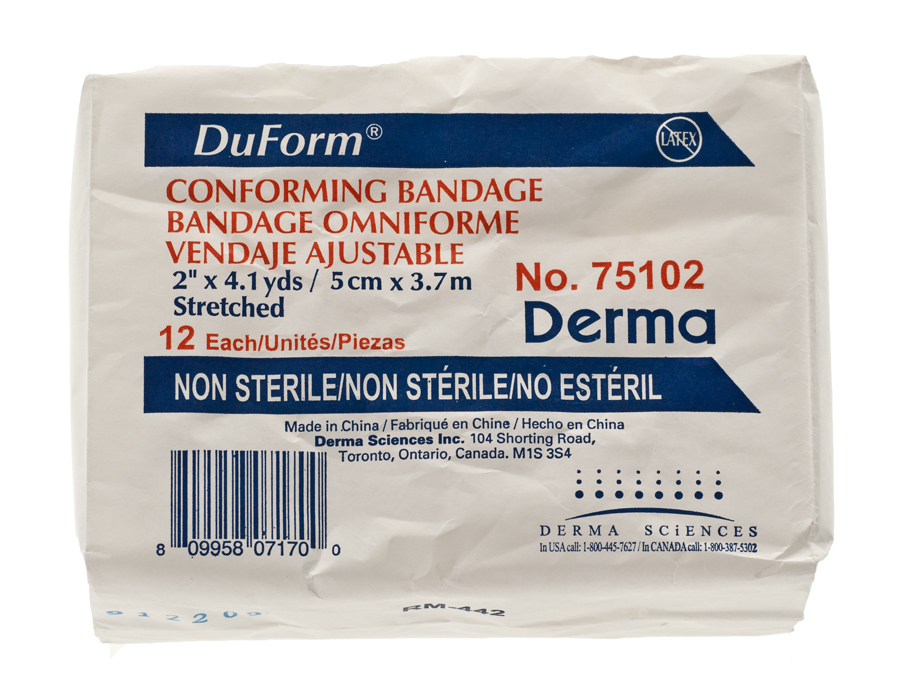 DuForm®
LATEX
CONFORMING BANDAGE
BANDAGE OMNIFORME
VENDAJE AJUSTABLE
2" x 4.1 yds / 5 cm x 3.7 m
Stretched
No. 75102
Derma
12 Each/Unités/Piezas
NON STERILE/NON STÉRILE/NO ESTÉRIL
Made in China / Fabriqué en Chine / Hecho en China
Derma Sciences Inc. 104 Shorting Road,
Toronto, Ontario, Canada. M1S 3S4
8 09958 07170 0
DERMA SCiENCES
In USA call: 1-800-445-7627 / In CANADA call: 1-800-387-5302
RM-442